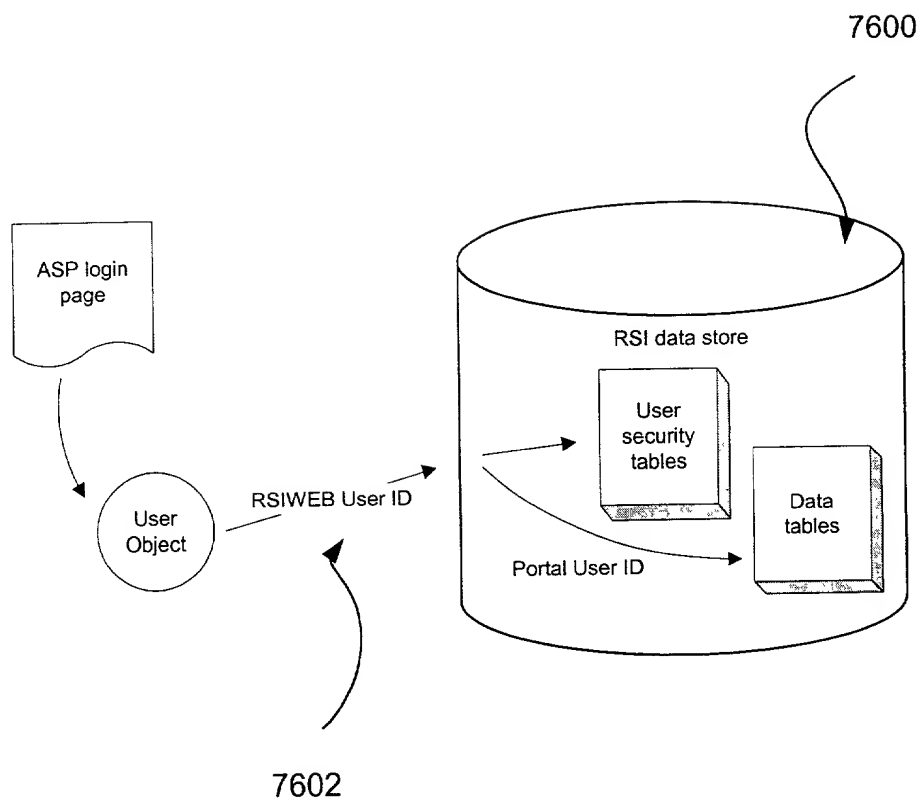 7600
ASP login
page
RSI data store
User
security
tables
RSIWEB User ID
User
Object
Data
tables
Portal User ID
7602